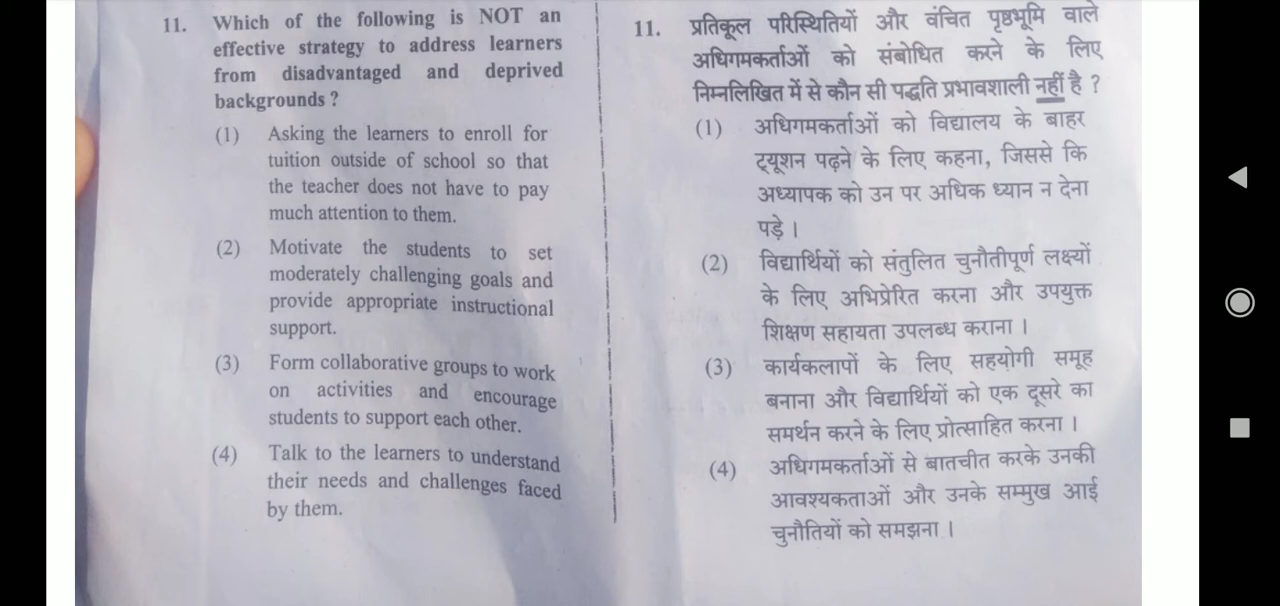 11. Which of the following is NOT an
effective strategy to address learners
from disadvantaged and deprived
backgrounds ?
(1) Asking the learners to enroll for
tuition outside of school so that
the teacher does not have to pay
much attention to them.
(2) Motivate the students to set
moderately challenging goals and
provide appropriate instructional
support.
(3) Form collaborative groups to work
on activities and encourage
students to support each other.
(4) Talk to the learners to understand
their needs and challenges faced
by them.
11. प्रतिकूल परिस्थितियों और वंचित पृष्ठभूमि वाले
अधिगमकर्ताओं को संबोधित करने के लिए
निम्नलिखित में से कौन सी पद्धति प्रभावशाली नहीं है ?
(1) अधिगमकर्ताओं को विद्यालय के बाहर
ट्यूशन पढ़ने के लिए कहना, जिससे कि
अध्यापक को उन पर अधिक ध्यान न देना
पड़े ।
(2) विद्यार्थियों को संतुलित चुनौतीपूर्ण लक्ष्यों
के लिए अभिप्रेरित करना और उपयुक्त
शिक्षण सहायता उपलब्ध कराना ।
(3) कार्यकलापों के लिए सहयोगी समूह
बनाना और विद्यार्थियों को एक दूसरे का
समर्थन करने के लिए प्रोत्साहित करना ।
(4) अधिगमकर्ताओं से बातचीत करके उनकी
आवश्यकताओं और उनके सम्मुख आई
चुनौतियों को समझना ।